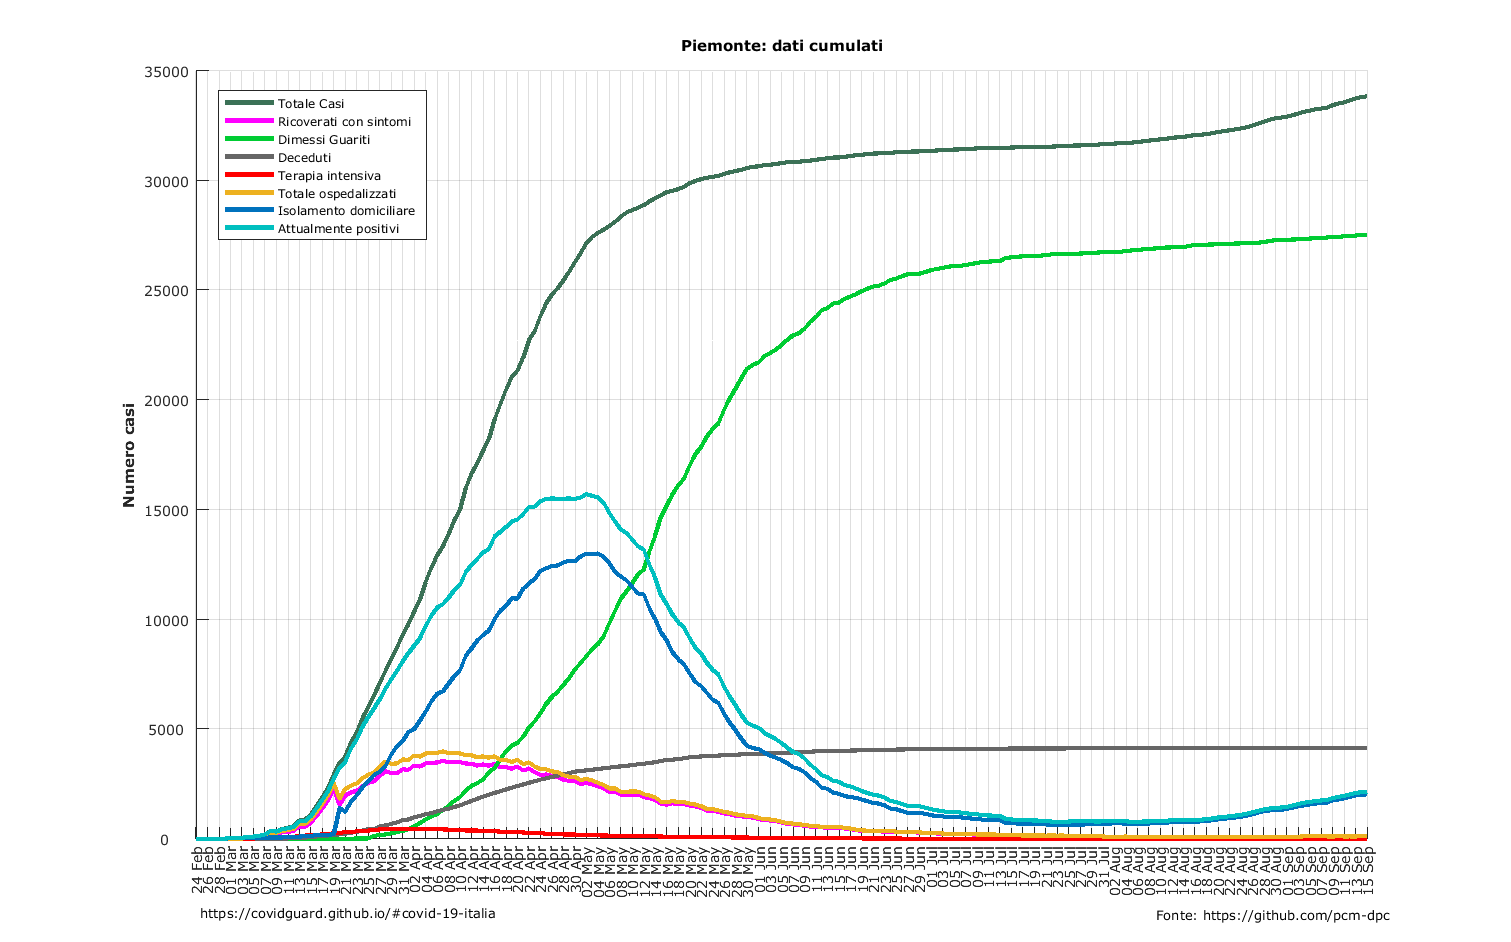 Piemonte: dati cumulati
35000
30000
25000
20000
15000
10000
5000
0
Numero casi
Totale Casi
Ricoverati con sintomi
Dimessi Guariti
Deceduti
Terapia intensiva
Totale ospedalizzati
Isolamento domiciliare
Attualmente positivi
24 Feb
26 Feb
28 Feb
01 Mar
03 Mar
05 Mar
07 Mar
09 Mar
11 Mar
13 Mar
15 Mar
17 Mar
19 Mar
21 Mar
23 Mar
25 Mar
27 Mar
29 Mar
31 Mar
02 Apr
04 Apr
06 Apr
08 Apr
10 Apr
12 Apr
14 Apr
16 Apr
18 Apr
20 Apr
22 Apr
24 Apr
26 Apr
28 Apr
30 Apr
02 May
04 May
06 May
08 May
10 May
12 May
14 May
16 May
18 May
20 May
22 May
24 May
26 May
28 May
30 May
01 Jun
03 Jun
05 Jun
07 Jun
09 Jun
11 Jun
13 Jun
15 Jun
17 Jun
19 Jun
21 Jun
23 Jun
25 Jun
27 Jun
29 Jun
01 Jul
03 Jul
05 Jul
07 Jul
09 Jul
11 Jul
13 Jul
15 Jul
17 Jul
19 Jul
21 Jul
23 Jul
25 Jul
27 Jul
29 Jul
31 Jul
02 Aug
04 Aug
06 Aug
08 Aug
10 Aug
12 Aug
14 Aug
16 Aug
18 Aug
20 Aug
22 Aug
24 Aug
26 Aug
28 Aug
30 Aug
01 Sep
03 Sep
05 Sep
07 Sep
09 Sep
11 Sep
13 Sep
15 Sep
https://covidguard.github.io/#covid-19-italia
Fonte: https://github.com/pcm-dpc